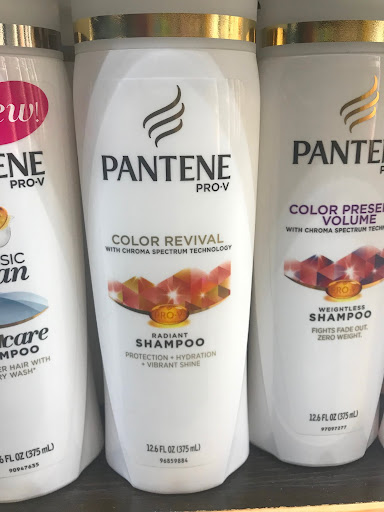 ew!
ENE
PRO-V
SIC
an
care
MPOO
ER HAIR WITH
RY WASH*
.6 FL OZ (375 mL)
90947635
PANTENE
PRO-V
COLOR REVIVAL
WITH CHROMA SPECTRUM TECHNOLOGY
PRO-V
RADIANT
SHAMPOO
PROTECTION + HYDRATION
+ VIBRANT SHINE
12.6 FL OZ (375 mL)
96859884
PANTE
PRO-V
COLOR PRESE
VOLUME
WITH CHROMA SPECTRUM TECHN
PRO-V
WEIGHTLESS
SHAMPOO
FIGHTS FADE OUT.
ZERO WEIGHT.
12.6 FL OZ (375 mL)
97097277